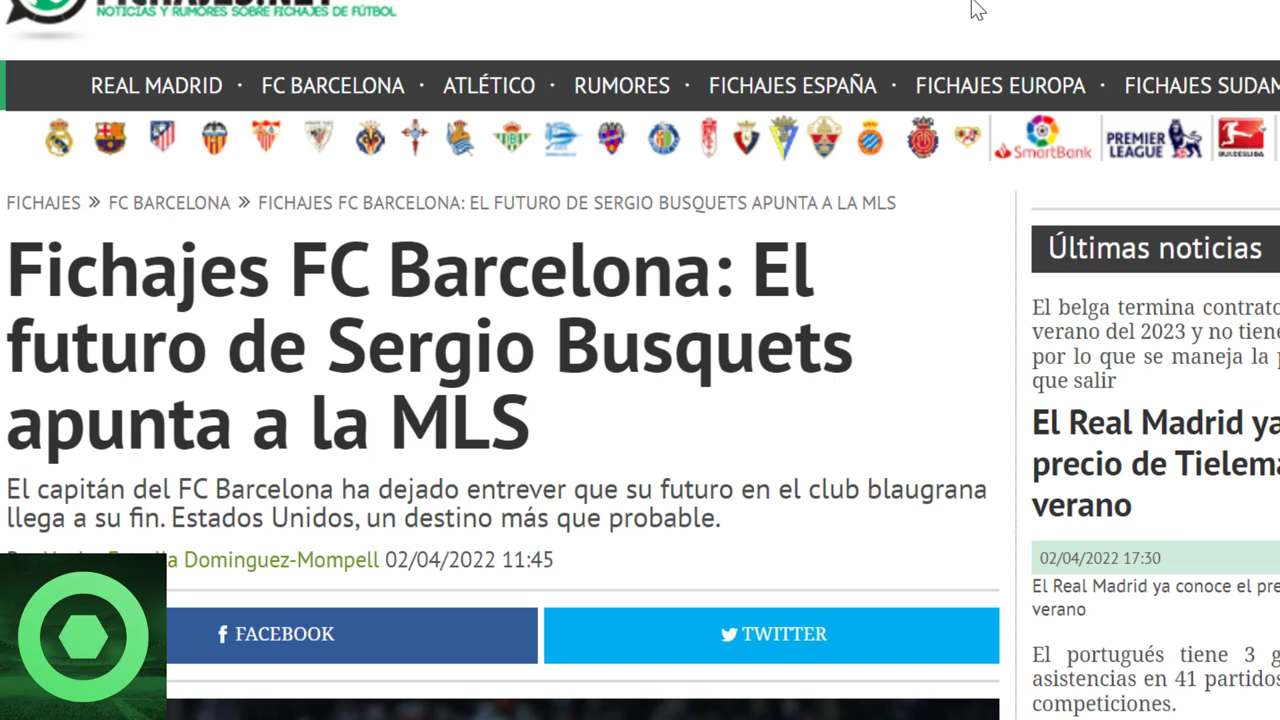 NOTICIAS Y RUMORES SOBRE FICHAJES DE FÚTBOL
REAL MADRID · FC BARCELONA · ATLÉTICO · RUMORES · FICHAJES ESPAÑA · FICHAJES EUROPA · FICHAJES SUDAM
SmartBank
PREMIER
LEAGUE
BUNDESLIGA
FICHAJES » FC BARCELONA » FICHAJES FC BARCELONA: EL FUTURO DE SERGIO BUSQUETS APUNTA A LA MLS
Fichajes FC Barcelona: El
futuro de Sergio Busquets
apunta a la MLS
El capitán del FC Barcelona ha dejado entrever que su futuro en el club blaugrana
llega a su fin. Estados Unidos, un destino más que probable.
Dominguez-Mompell 02/04/2022 11:45
FACEBOOK
TWITTER
Últimas noticias
El belga termina contrato
verano del 2023 y no tiene
por lo que se maneja la
que salir
El Real Madrid ya
precio de Tielema
verano
02/04/2022 17:30
El Real Madrid ya conoce el pre
verano
El portugués tiene 3 g
asistencias en 41 partidos
competiciones.